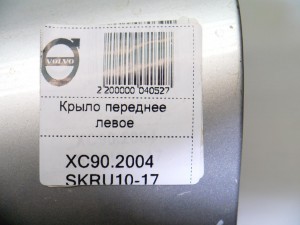 VOLVO
2 200000 040527
Крыло переднее
левое
XC90.2004
SKRU10-17